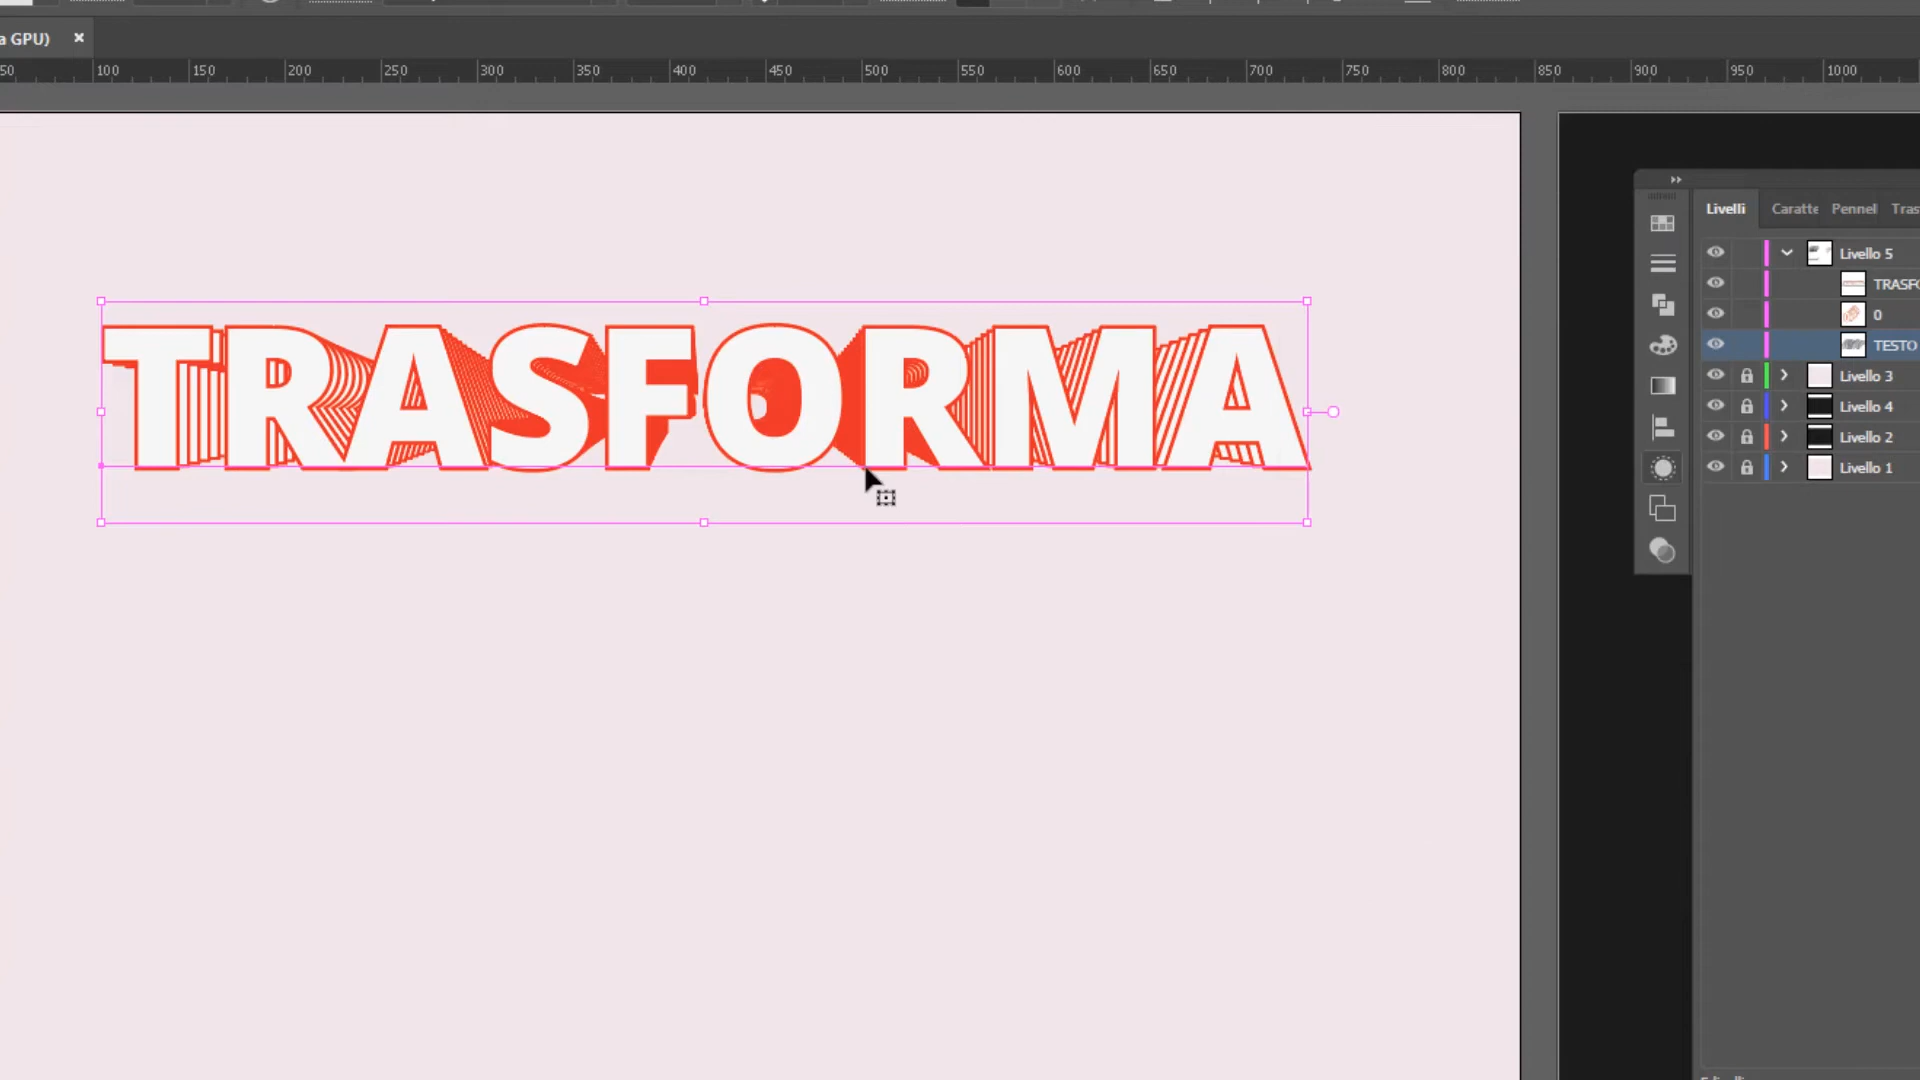 a GPU) ×
50 100 150 200 250 300 350 400 450 500 550 600 650 700 750 800 850 900 950 1000
TRASFORMA
Livelli Caratte Pennel Tras
Livello 5
TRASFO
0
TESTO
Livello 3
Livello 4
Livello 2
Livello 1